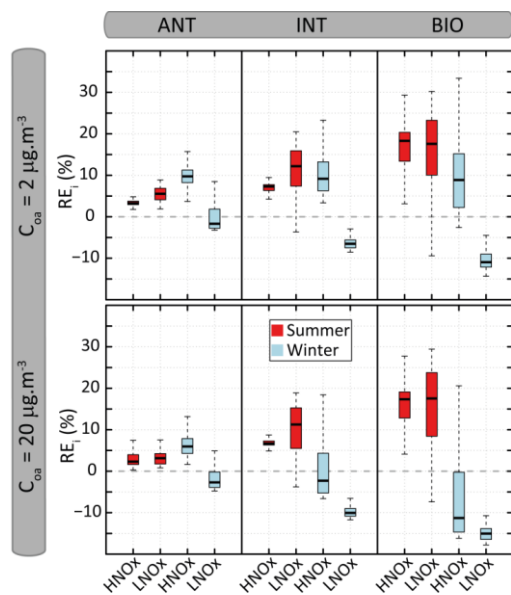 ANT INT BIO
C_oa = 2 µg.m⁻³
RE_i (%)
30
20
10
0
−10
C_oa = 20 µg.m⁻³
RE_i (%)
30
20
10
0
−10
Summer
Winter
HNOx LNOx HNOx LNOx HNOx LNOx HNOx LNOx HNOx LNOx HNOx LNOx